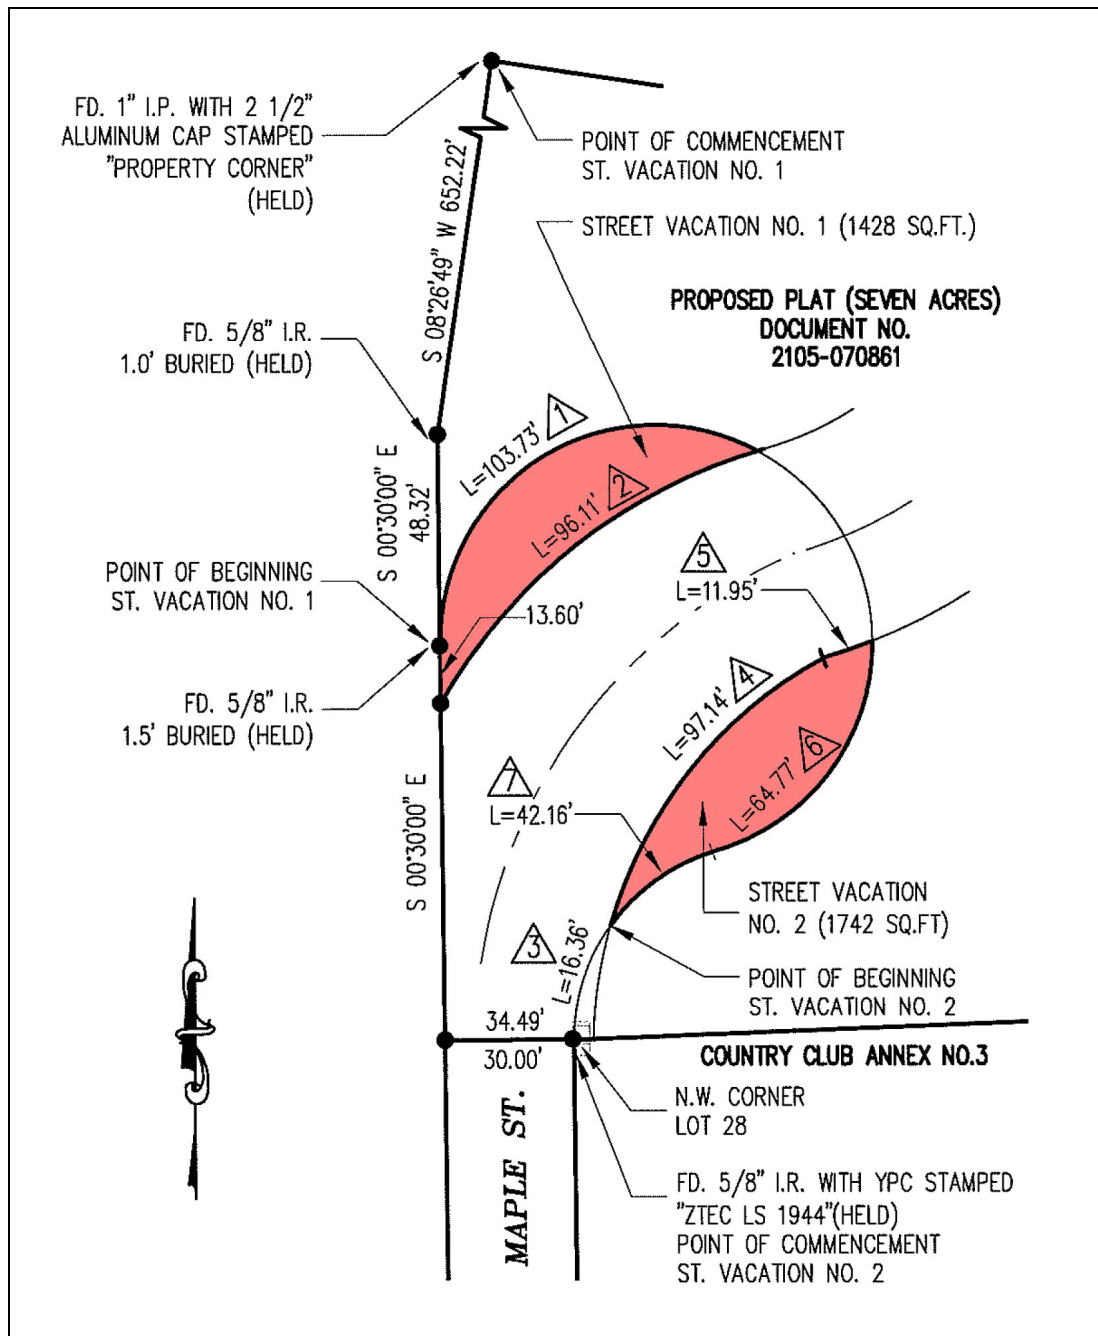 FD. 1" I.P. WITH 2 1/2"
ALUMINUM CAP STAMPED
"PROPERTY CORNER"
(HELD)
POINT OF COMMENCEMENT
ST. VACATION NO. 1
S 08°26'49" W 652.22'
STREET VACATION NO. 1 (1428 SQ.FT.)
PROPOSED PLAT (SEVEN ACRES)
DOCUMENT NO.
2105-070861
FD. 5/8" I.R.
1.0' BURIED (HELD)
L=103.73' 1
L=96.11' 2
S 00°30'00" E
48.32'
5
L=11.95'
POINT OF BEGINNING
ST. VACATION NO. 1
13.60'
L=97.14' 4
FD. 5/8" I.R.
1.5' BURIED (HELD)
L=64.77' 6
7
L=42.16'
S 00°30'00" E
STREET VACATION
NO. 2 (1742 SQ.FT)
3
L=16.36'
POINT OF BEGINNING
ST. VACATION NO. 2
34.49'
30.00'
COUNTRY CLUB ANNEX NO.3
N.W. CORNER
LOT 28
MAPLE ST.
FD. 5/8" I.R. WITH YPC STAMPED
"ZTEC LS 1944"(HELD)
POINT OF COMMENCEMENT
ST. VACATION NO. 2